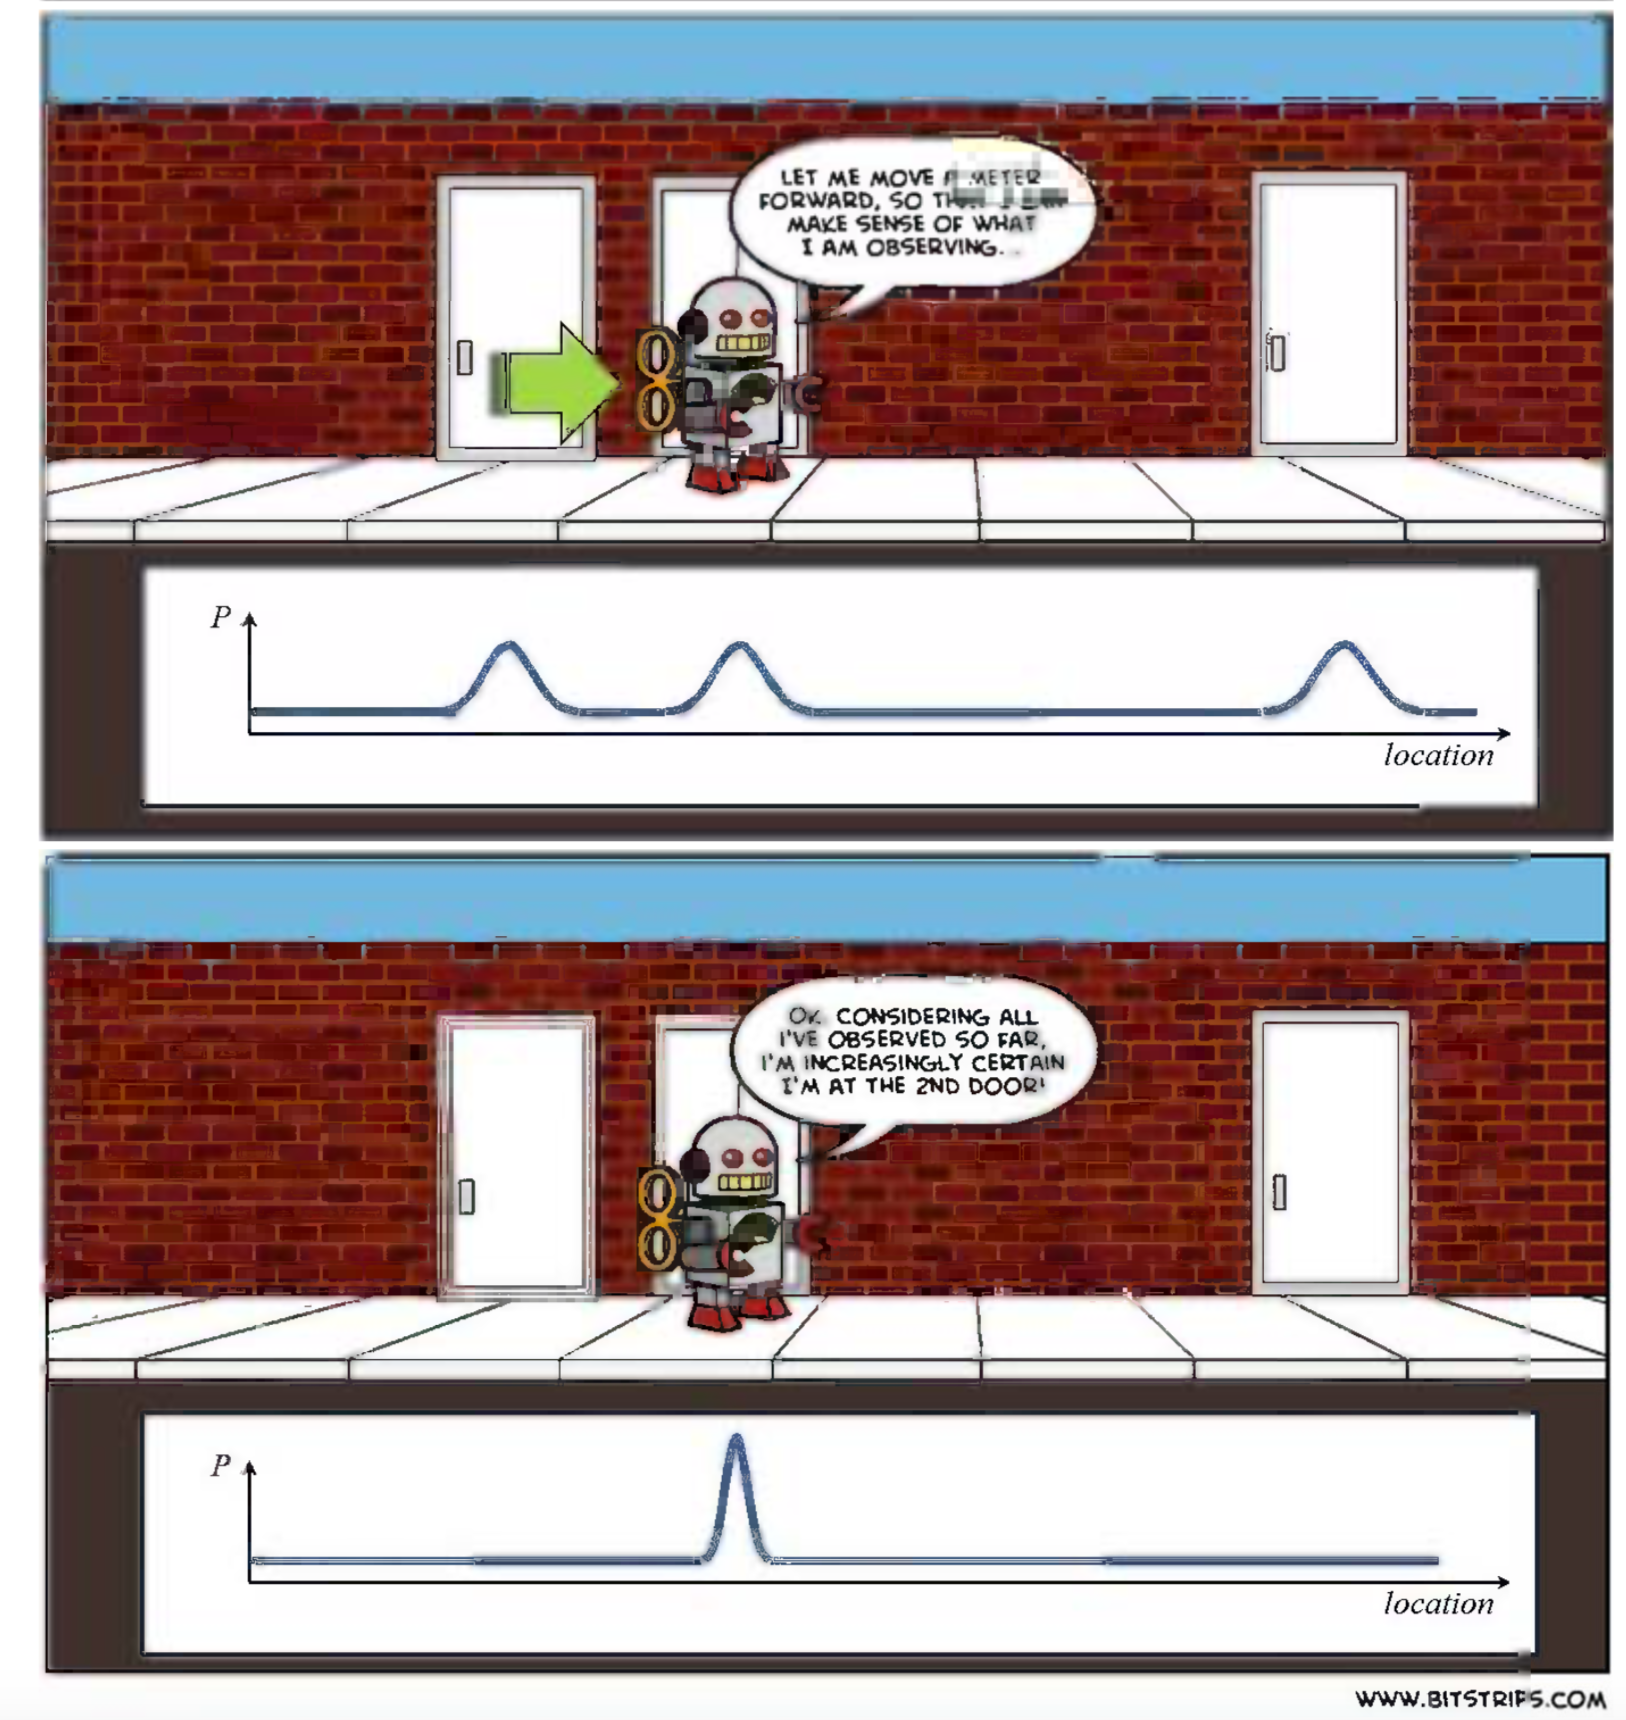 LET ME MOVE METER
FORWARD, SO
MAKE SENSE OF WHAT
I AM OBSERVING...
P
location
OK. CONSIDERING ALL
I'VE OBSERVED SO FAR,
I'M INCREASINGLY CERTAIN
I'M AT THE 2ND DOOR!
P
location
WWW.BITSTRIPS.COM